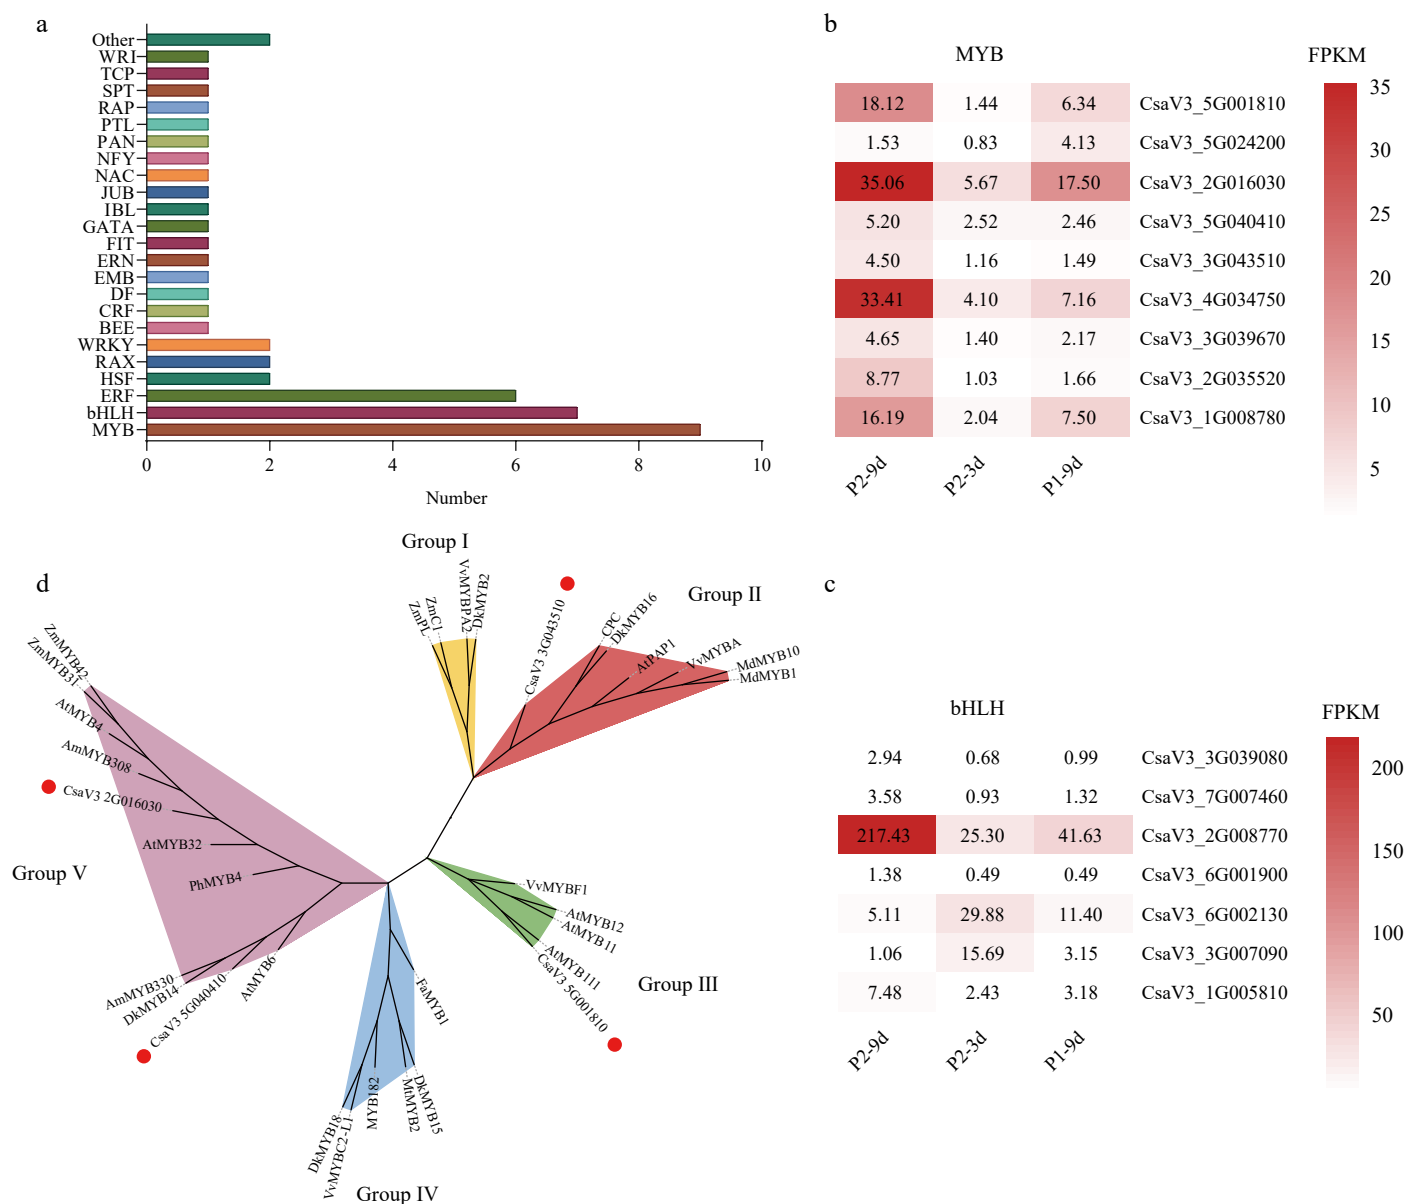 a
Other
WRI
TCP
SPT
RAP
PTL
PAN
NFY
NAC
JUB
IBL
GATA
FIT
ERN
EMB
DF
CRF
BEE
WRKY
RAX
HSF
ERF
bHLH
MYB
0 2 4 6 8 10
Number
b
MYB
FPKM
18.12 1.44 6.34 CsaV3_5G001810
1.53 0.83 4.13 CsaV3_5G024200
35.06 5.67 17.50 CsaV3_2G016030
5.20 2.52 2.46 CsaV3_5G040410
4.50 1.16 1.49 CsaV3_3G043510
33.41 4.10 7.16 CsaV3_4G034750
4.65 1.40 2.17 CsaV3_3G039670
8.77 1.03 1.66 CsaV3_2G035520
16.19 2.04 7.50 CsaV3_1G008780
P2-9d P2-3d P1-9d
35
30
25
20
15
10
5
d
Group I
ZmPL
ZmC1
VvMYBPA2
DkMYB2
Group II
CsaV3 3G043510
CPC
DkMYB16
AtPAP1
VvMYBA
MdMYB10
MdMYB1
ZmMYB42
ZmMYB31
AtMYB4
AmMYB308
CsaV3 2G016030
AtMYB32
PhMYB4
Group V
AmMYB330
DkMYB14
CsaV3 5G040410
AtMYB6
VvMYBF1
AtMYB12
AtMYB11
AtMYB111
CsaV3 5G001810
Group III
FaMYB1
DkMYB15
MtMYB2
MYB182
VvMYBC2-L1
DkMYB18
Group IV
c
bHLH
FPKM
2.94 0.68 0.99 CsaV3_3G039080
3.58 0.93 1.32 CsaV3_7G007460
217.43 25.30 41.63 CsaV3_2G008770
1.38 0.49 0.49 CsaV3_6G001900
5.11 29.88 11.40 CsaV3_6G002130
1.06 15.69 3.15 CsaV3_3G007090
7.48 2.43 3.18 CsaV3_1G005810
P2-9d P2-3d P1-9d
200
150
100
50